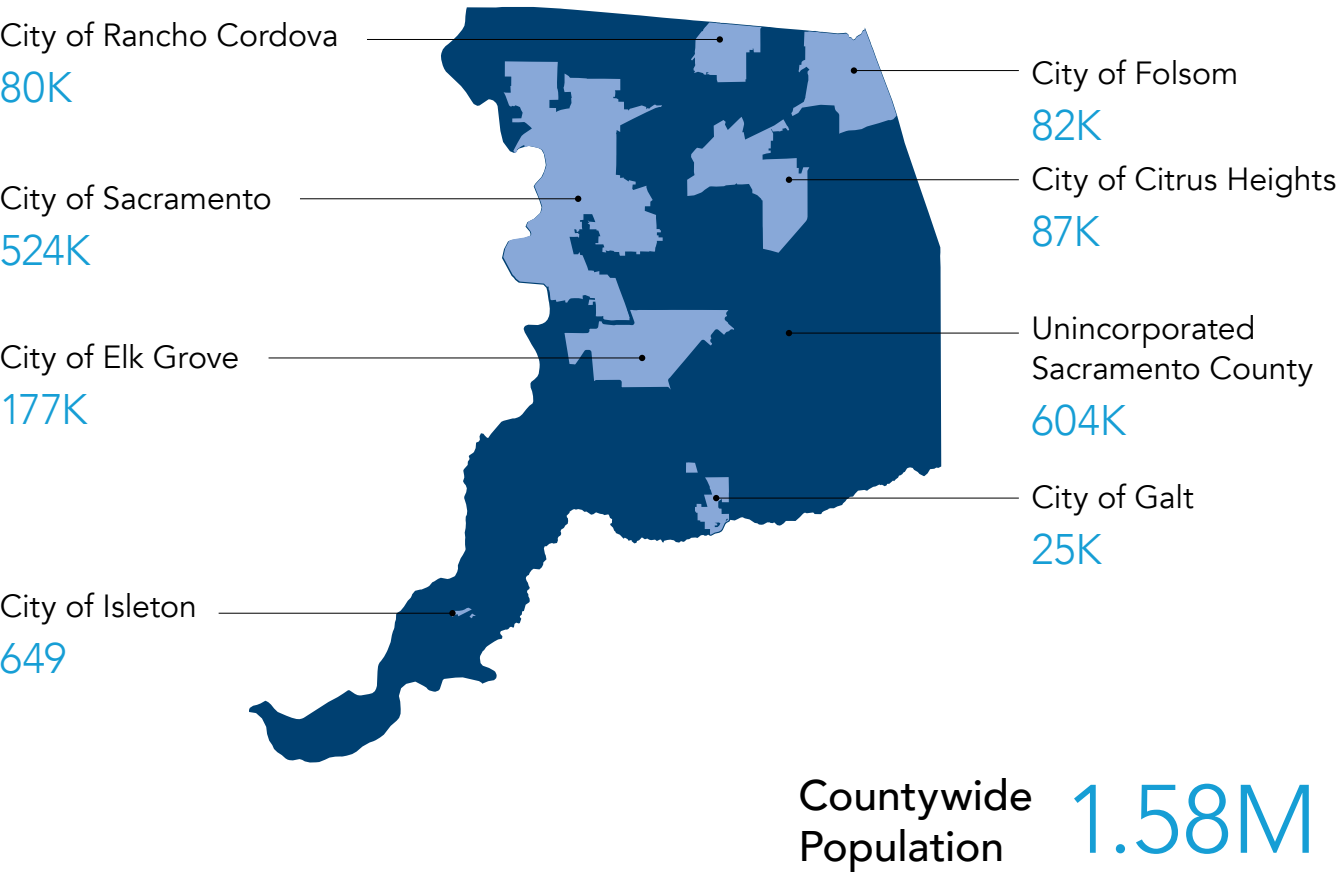 City of Rancho Cordova
80K
City of Sacramento
524K
City of Elk Grove
177K
City of Isleton
649
City of Folsom
82K
City of Citrus Heights
87K
Unincorporated
Sacramento County
604K
City of Galt
25K
Countywide
Population
1.58M